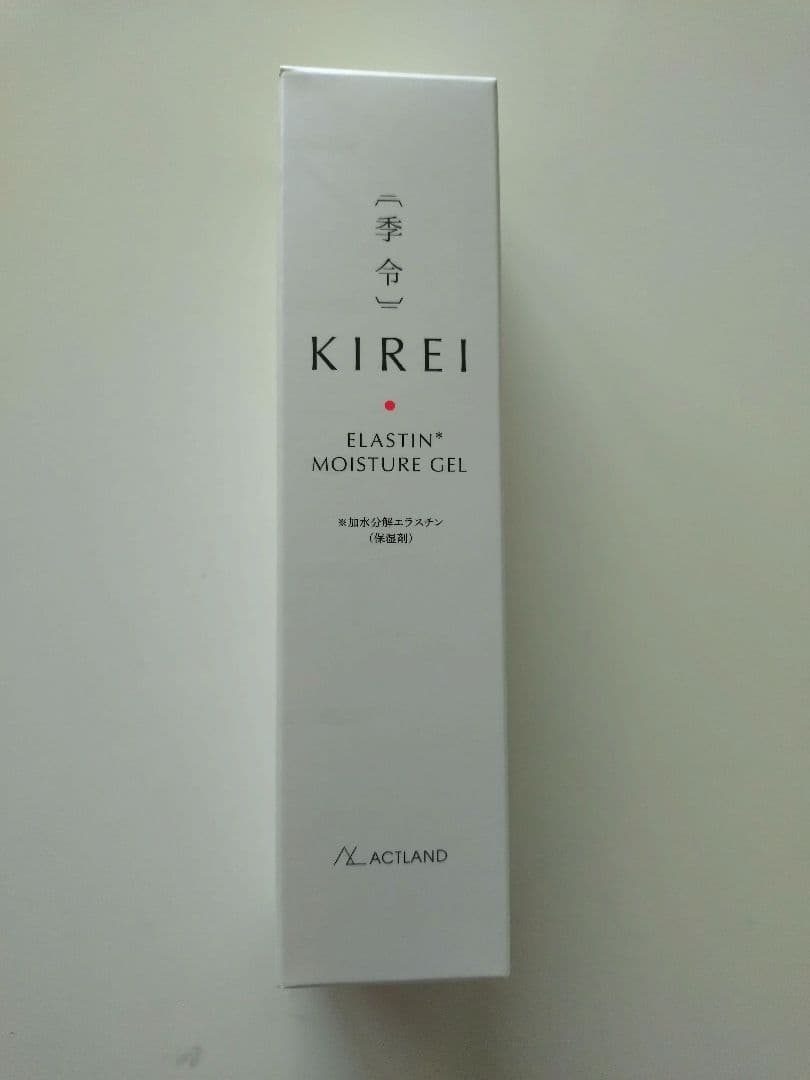 【季令】
KIREI
ELASTIN*
MOISTURE GEL
※加水分解エラスチン
（保湿剤）
ACTLAND